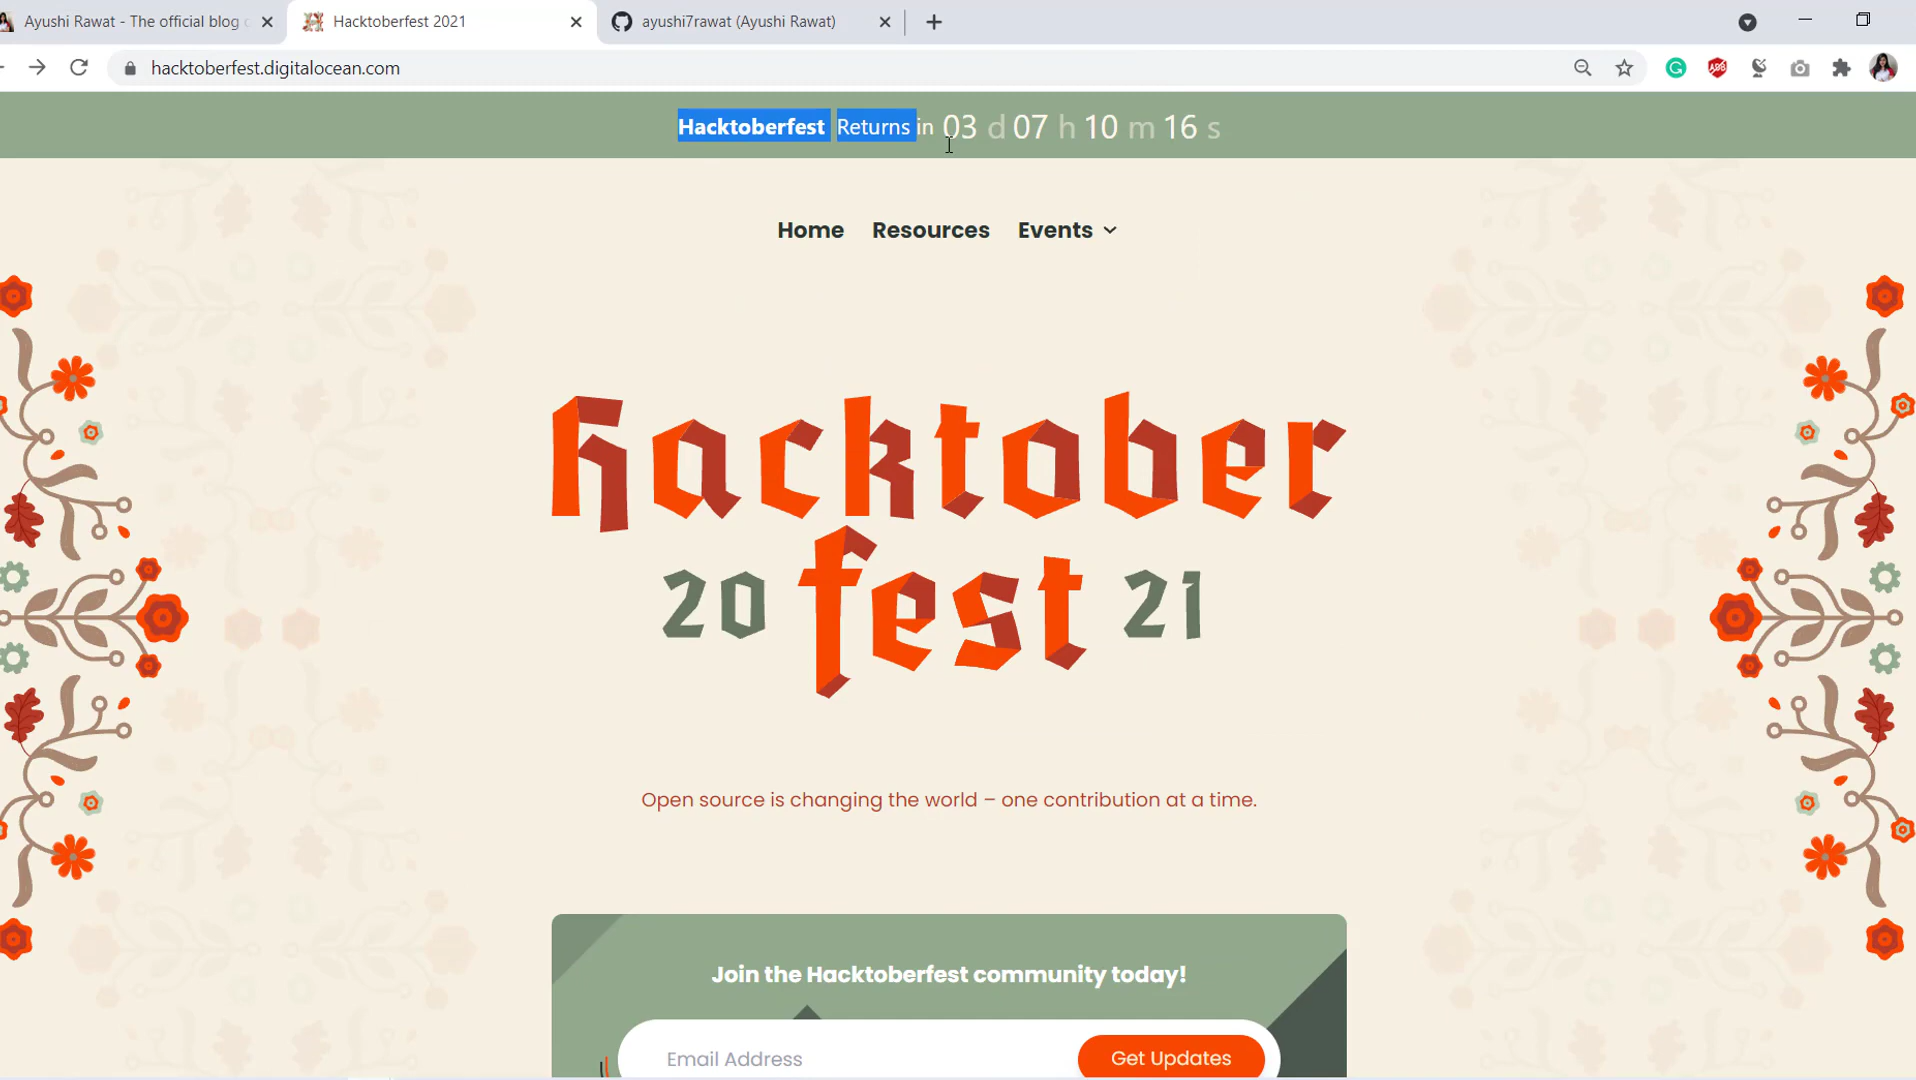 Ayushi Rawat - The official blog
Hacktoberfest 2021
ayushi7rawat (Ayushi Rawat)
hacktoberfest.digitalocean.com
Hacktoberfest Returns in 03 d 07 h 10 m 16 s
Home Resources Events
hacktober
20 fest 21
Open source is changing the world – one contribution at a time.
Join the Hacktoberfest community today!
Email Address
Get Updates